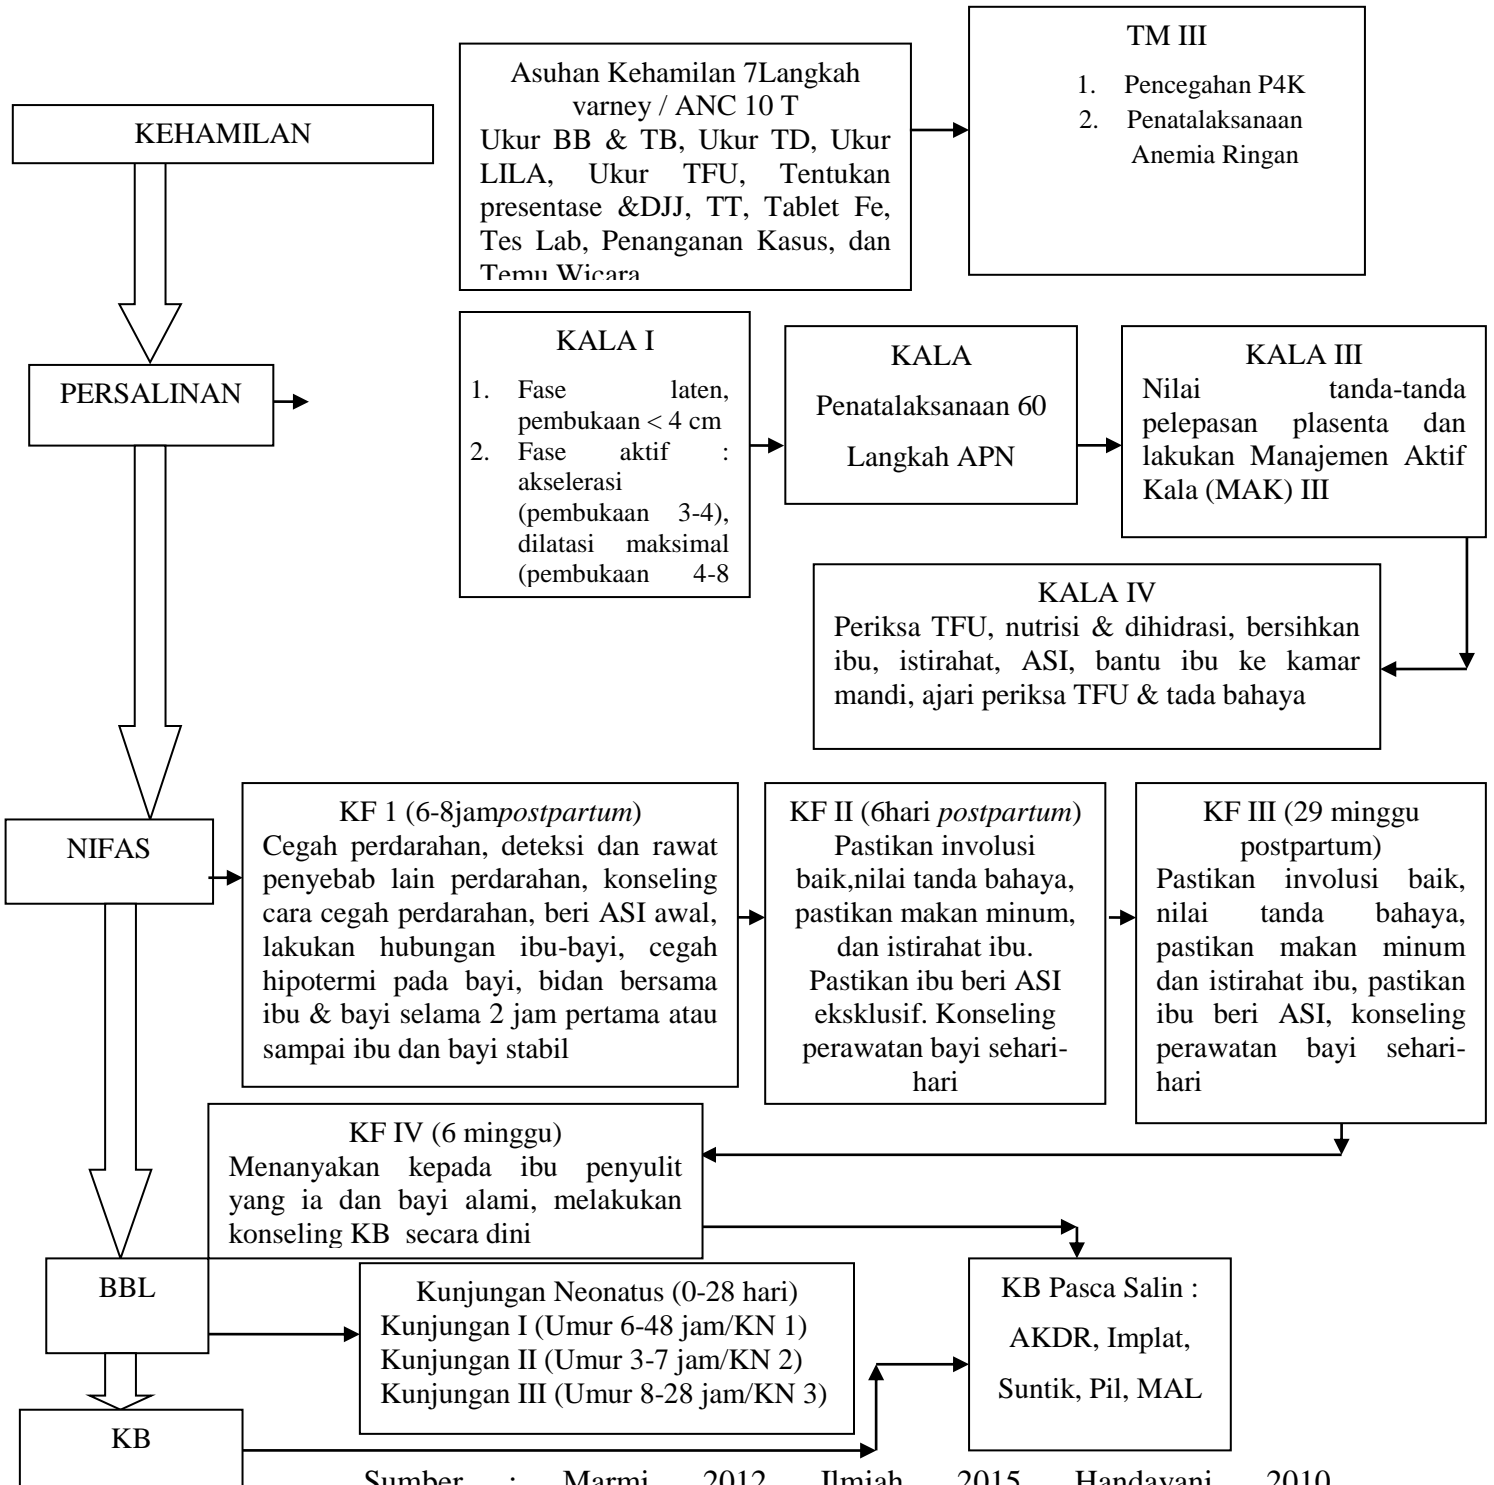 KEHAMILAN
Asuhan Kehamilan 7Langkah
varney / ANC 10 T
Ukur BB & TB, Ukur TD, Ukur
LILA, Ukur TFU, Tentukan
presentase &DJJ, TT, Tablet Fe,
Tes Lab, Penanganan Kasus, dan
Temu Wicara
TM III
1. Pencegahan P4K
2. Penatalaksanaan
Anemia Ringan
PERSALINAN
KALA I
1. Fase laten,
pembukaan < 4 cm
2. Fase aktif :
akselerasi
(pembukaan 3-4),
dilatasi maksimal
(pembukaan 4-8
KALA
Penatalaksanaan 60
Langkah APN
KALA III
Nilai tanda-tanda
pelepasan plasenta dan
lakukan Manajemen Aktif
Kala (MAK) III
KALA IV
Periksa TFU, nutrisi & dihidrasi, bersihkan
ibu, istirahat, ASI, bantu ibu ke kamar
mandi, ajari periksa TFU & tada bahaya
NIFAS
KF 1 (6-8jampostpartum)
Cegah perdarahan, deteksi dan rawat
penyebab lain perdarahan, konseling
cara cegah perdarahan, beri ASI awal,
lakukan hubungan ibu-bayi, cegah
hipotermi pada bayi, bidan bersama
ibu & bayi selama 2 jam pertama atau
sampai ibu dan bayi stabil
KF II (6hari postpartum)
Pastikan involusi
baik,nilai tanda bahaya,
pastikan makan minum,
dan istirahat ibu.
Pastikan ibu beri ASI
eksklusif. Konseling
perawatan bayi sehari-
hari
KF III (29 minggu
postpartum)
Pastikan involusi baik,
nilai tanda bahaya,
pastikan makan minum
dan istirahat ibu, pastikan
ibu beri ASI, konseling
perawatan bayi sehari-
hari
KF IV (6 minggu)
Menanyakan kepada ibu penyulit
yang ia dan bayi alami, melakukan
konseling KB secara dini
BBL
Kunjungan Neonatus (0-28 hari)
Kunjungan I (Umur 6-48 jam/KN 1)
Kunjungan II (Umur 3-7 jam/KN 2)
Kunjungan III (Umur 8-28 jam/KN 3)
KB Pasca Salin :
AKDR, Implat,
Suntik, Pil, MAL
KB
Sumber : Marmi 2012 Ilmiah 2015 Handayani 2010